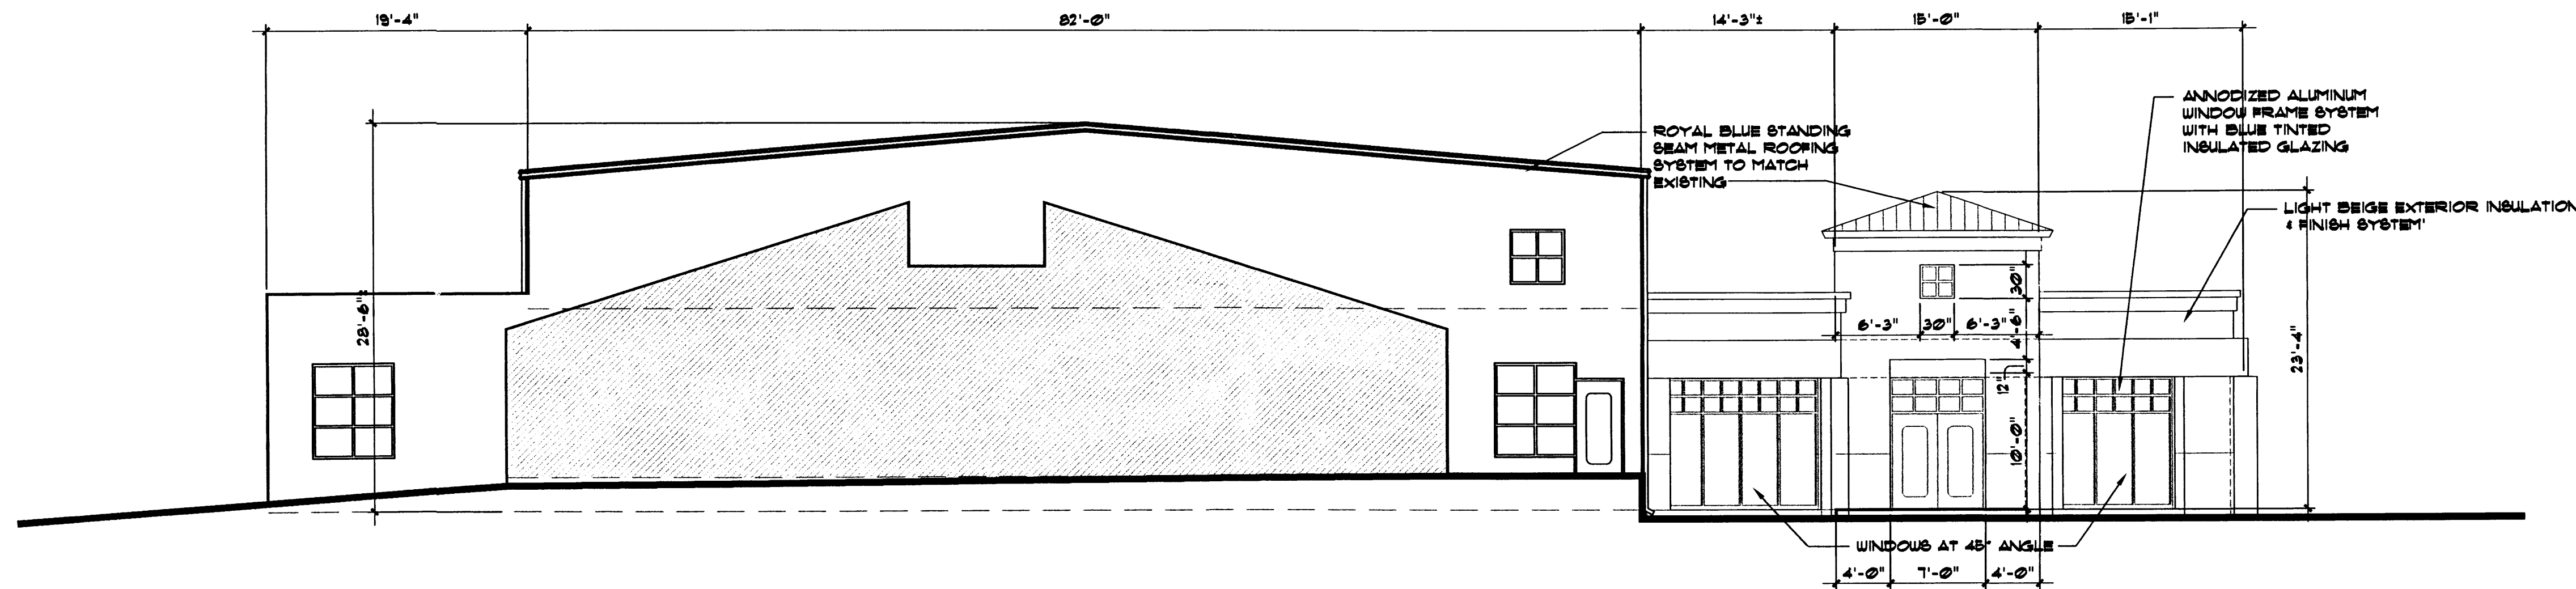 19'-4"
82'-0"
14'-3"±
15'-0"
15'-1"
ANNODIZED ALUMINUM
WINDOW FRAME SYSTEM
WITH BLUE TINTED
INSULATED GLAZING
ROYAL BLUE STANDING
SEAM METAL ROOFING
SYSTEM TO MATCH
EXISTING
LIGHT BEIGE EXTERIOR INSULATION
& FINISH SYSTEM'
28'-6"±
30"
6'-3"
30"
6'-3"
4'-6"
23'-4"
12"
10'-0"
WINDOWS AT 45° ANGLE
4'-0"
7'-0"
4'-0"